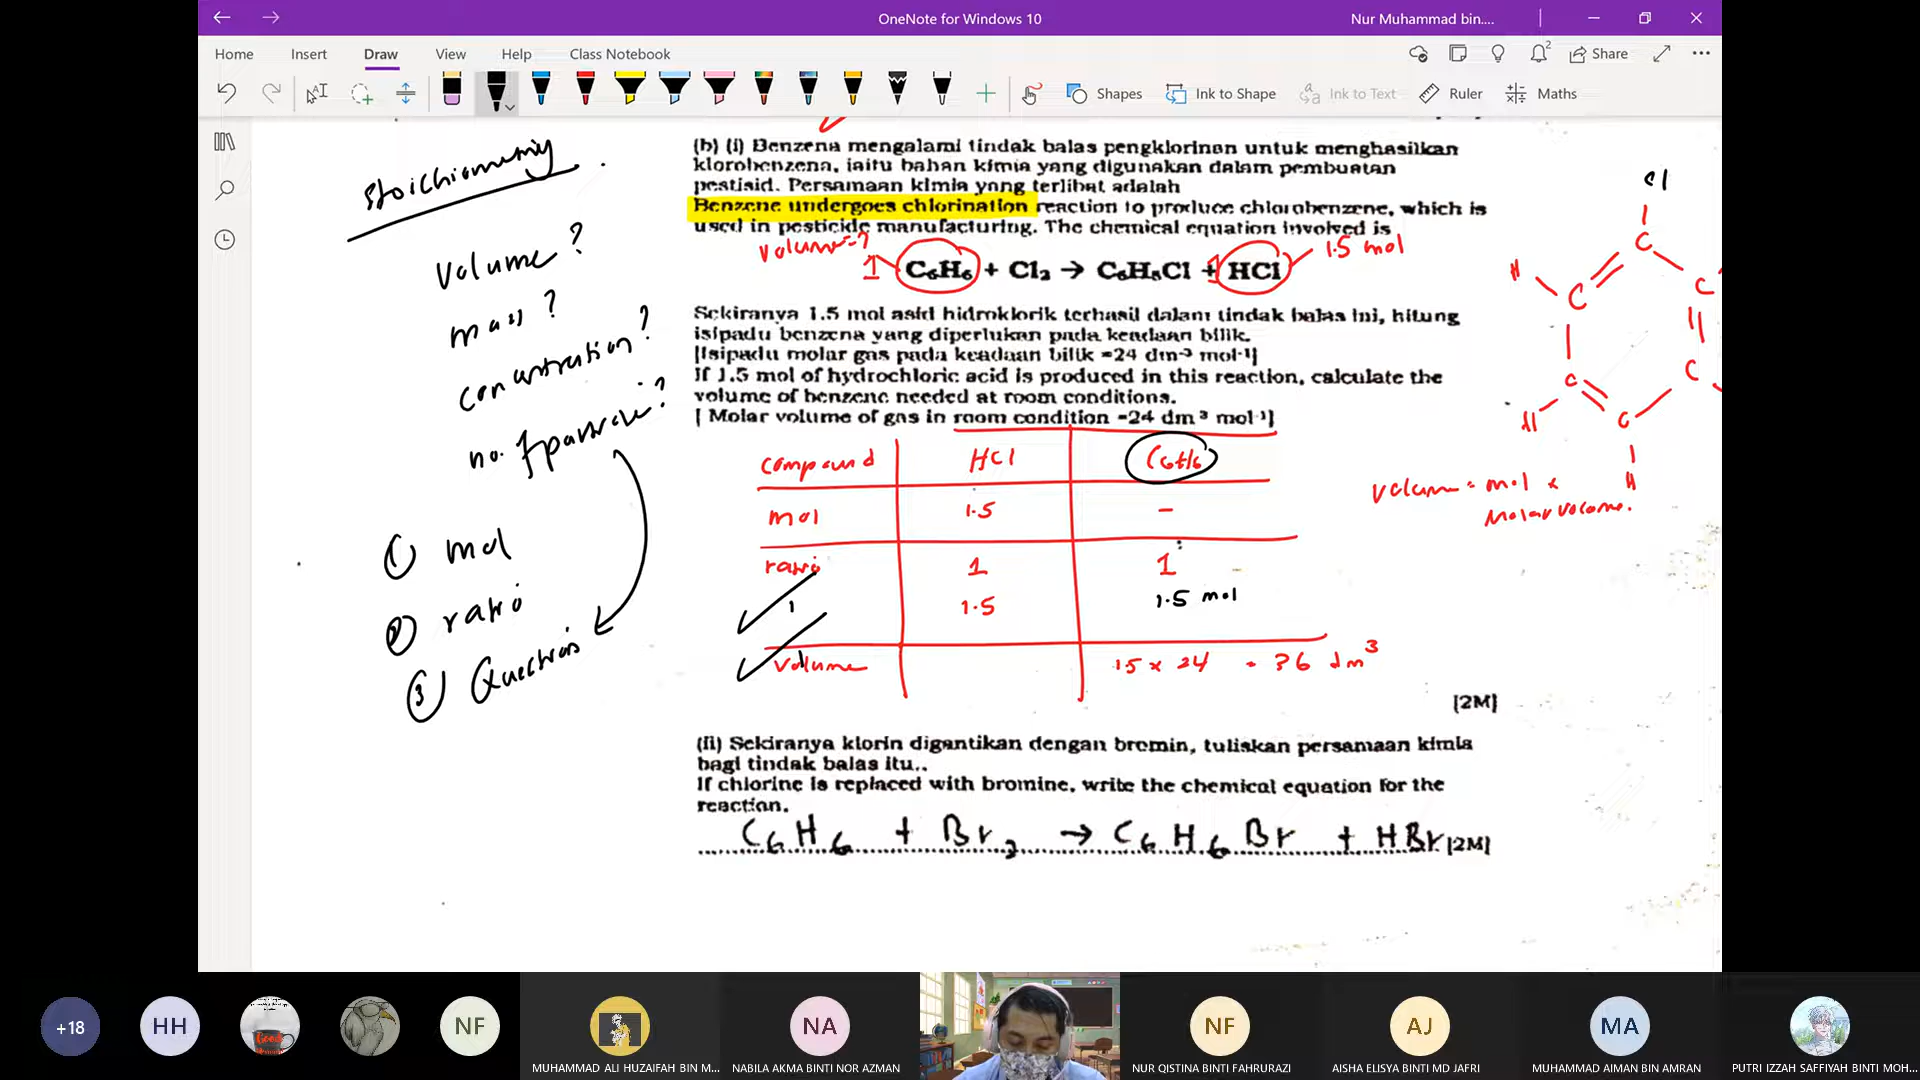 OneNote for Windows 10
Nur Muhammad bin....
Home Insert Draw View Help Class Notebook
2
Share
Shapes
Ink to Shape
Ink to Text
Ruler
Maths
stoichiometry
volume ?
mass ?
concentration ?
no. of particle ?
① mol
② ratio
③ Question
(b) (i) Benzena mengalami tindak balas pengklorinan untuk menghasilkan
klorobenzena, iaitu bahan kimia yang digunakan dalam pembuatan
pestisid. Persamaan kimia yang terlibat adalah
Benzene undergoes chlorination reaction to produce chlorobenzene, which is
used in pesticide manufacturing. The chemical equation involved is
volume = ?
1.5 mol
1 C₆H₆ + Cl₂ → C₆H₅Cl + 1 HCl
Sekiranya 1.5 mol asid hidroklorik terhasil dalam tindak balas ini, hitung
isipadu benzena yang diperlukan pada keadaan bilik.
[Isipadu molar gas pada keadaan bilik =24 dm⁻³ mol⁻¹]
If 1.5 mol of hydrochloric acid is produced in this reaction, calculate the
volume of benzene needed at room conditions.
[ Molar volume of gas in room condition =24 dm³ mol⁻¹]
compound HCl C6H6
mol 1.5 -
ratio 1 1
1.5 1.5 mol
volume 1.5 x 24 = 36 dm³
[2M]
Cl
C
H C C
C C
H C
H
volume = mol x
Molar volume.
(ii) Sekiranya klorin digantikan dengan bromin, tuliskan persamaan kimia
bagi tindak balas itu..
If chlorine is replaced with bromine, write the chemical equation for the
reaction.
C₆H₆ + Br₂ → C₆H₆Br + HBr [2M]
+18
HH
NF
MUHAMMAD ALI HUZAIFAH BIN M...
NA
NABILA AKMA BINTI NOR AZMAN
NF
NUR QISTINA BINTI FAHRURAZI
AJ
AISHA ELISYA BINTI MD JAFRI
MA
MUHAMMAD AIMAN BIN AMRAN
PUTRI IZZAH SAFFIYAH BINTI MOH...